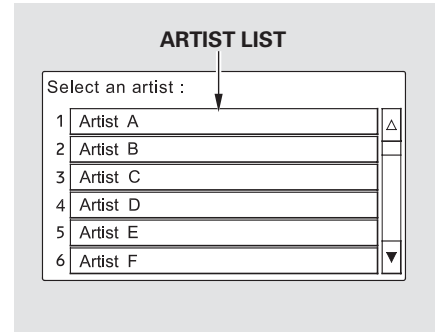 ARTIST LIST
Select an artist :
1 Artist A
2 Artist B
3 Artist C
4 Artist D
5 Artist E
6 Artist F